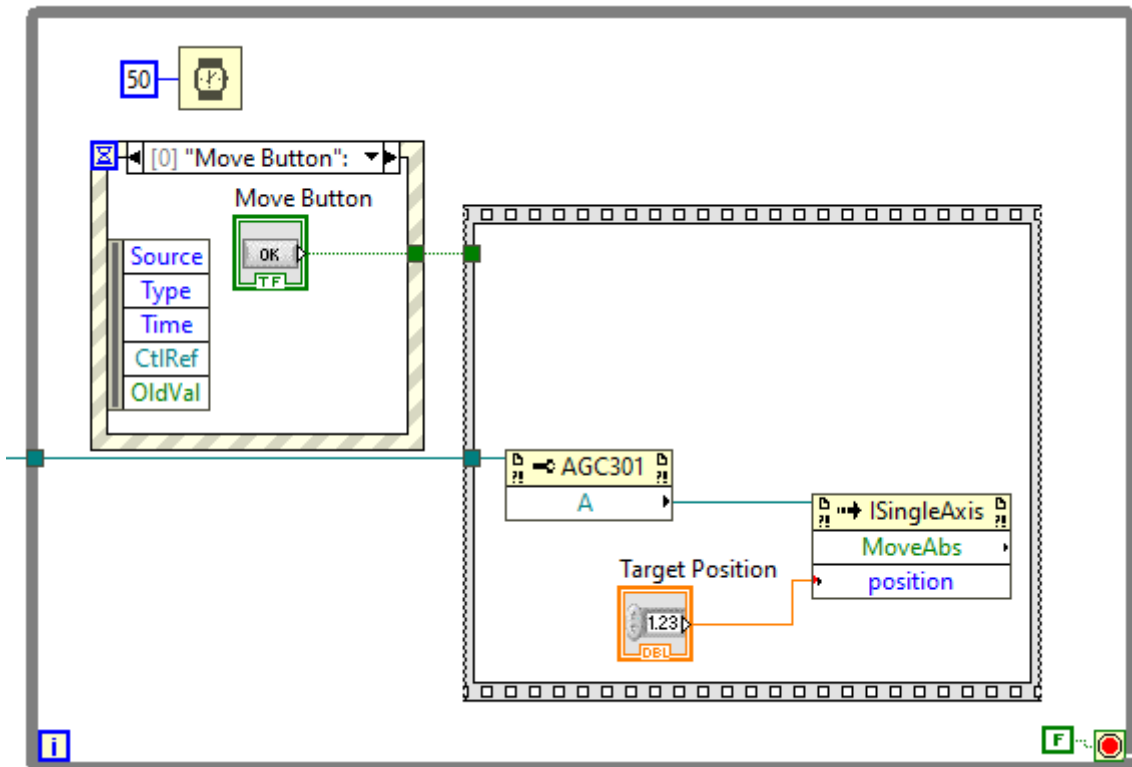 50
[0] "Move Button":
Move Button
OK
TF
Source
Type
Time
CtlRef
OldVal
?! AGC301 ?!
A
?! ISingleAxis ?!
MoveAbs
position
Target Position
1.23
DBL
i
F